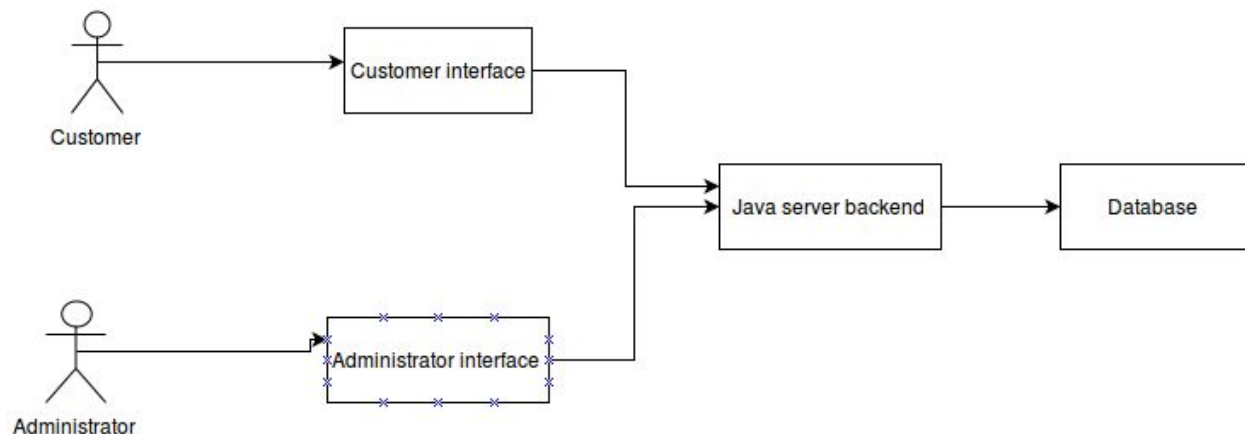 Customer interface
Customer
Java server backend
Database
Administrator interface
Administrator